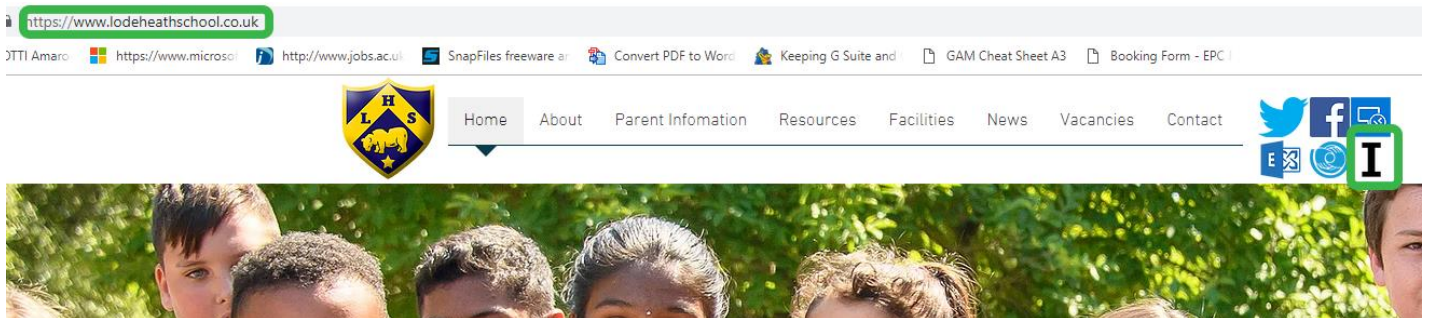 https://www.lodeheathschool.co.uk
OTTI Amaro https://www.microsof http://www.jobs.ac.uk SnapFiles freeware an Convert PDF to Word Keeping G Suite and GAM Cheat Sheet A3 Booking Form - EPC
L H S
Home About Parent Infomation Resources Facilities News Vacancies Contact
f
E I